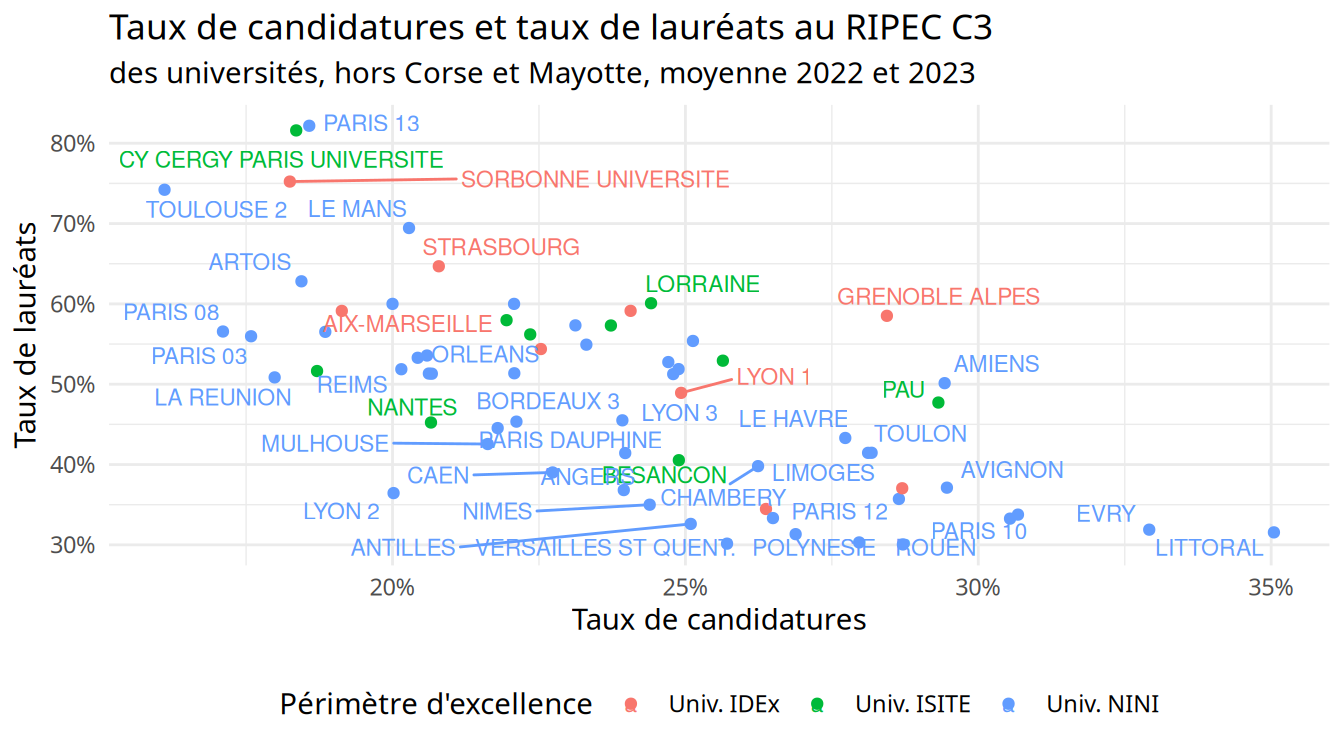 Taux de candidatures et taux de lauréats au RIPEC C3
des universités, hors Corse et Mayotte, moyenne 2022 et 2023
Taux de lauréats
80%
70%
60%
50%
40%
30%
PARIS 13
CY CERGY PARIS UNIVERSITE
SORBONNE UNIVERSITE
TOULOUSE 2
LE MANS
STRASBOURG
ARTOIS
LORRAINE
GRENOBLE ALPES
PARIS 08
AIX-MARSEILLE
PARIS 03
ORLEANS
AMIENS
LYON 1
REIMS
PAU
LA REUNION
BORDEAUX 3
NANTES
LYON 3
LE HAVRE
TOULON
MULHOUSE
PARIS DAUPHINE
CAEN
ANGERS
BESANCON
LIMOGES
AVIGNON
CHAMBERY
LYON 2
NIMES
PARIS 12
EVRY
PARIS 10
ANTILLES
VERSAILLES ST QUENT.
POLYNESIE
ROUEN
LITTORAL
20%
25%
30%
35%
Taux de candidatures
Périmètre d'excellence
Univ. IDEx
Univ. ISITE
Univ. NINI